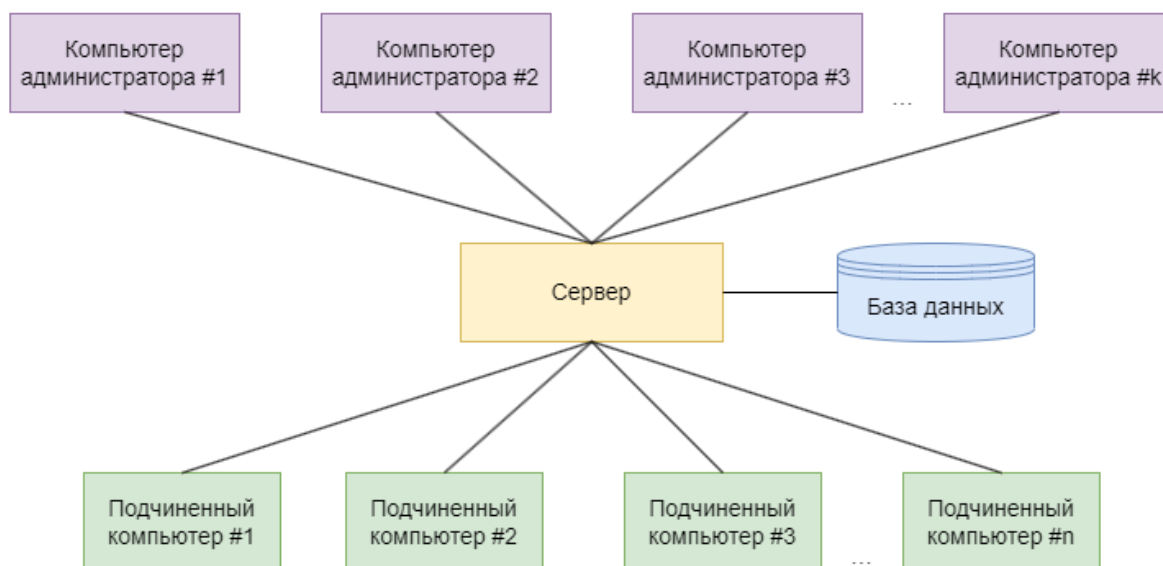 Компьютер
администратора #1
Компьютер
администратора #2
Компьютер
администратора #3
...
Компьютер
администратора #k
Сервер
База данных
Подчиненный
компьютер #1
Подчиненный
компьютер #2
Подчиненный
компьютер #3
...
Подчиненный
компьютер #n